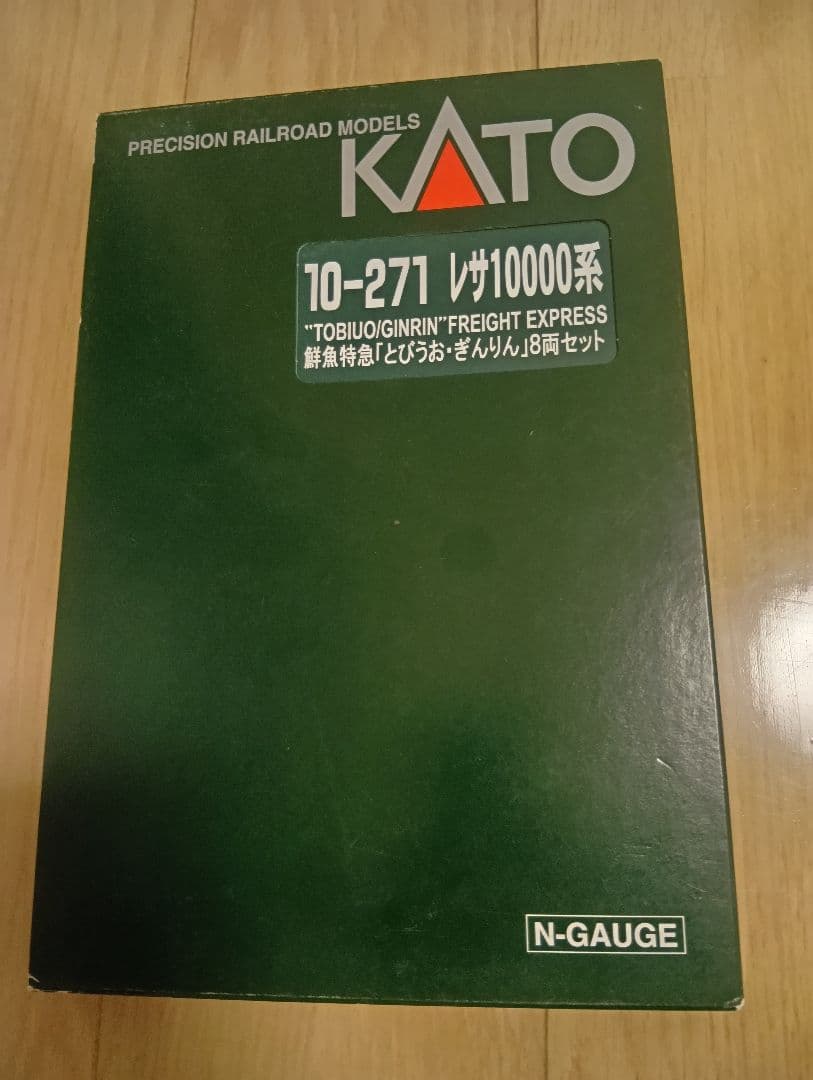 PRECISION RAILROAD MODELS
KATO
10-271 レサ10000系
"TOBIUO/GINRIN"FREIGHT EXPRESS
鮮魚特急「とびうお・ぎんりん」8両セット
N-GAUGE